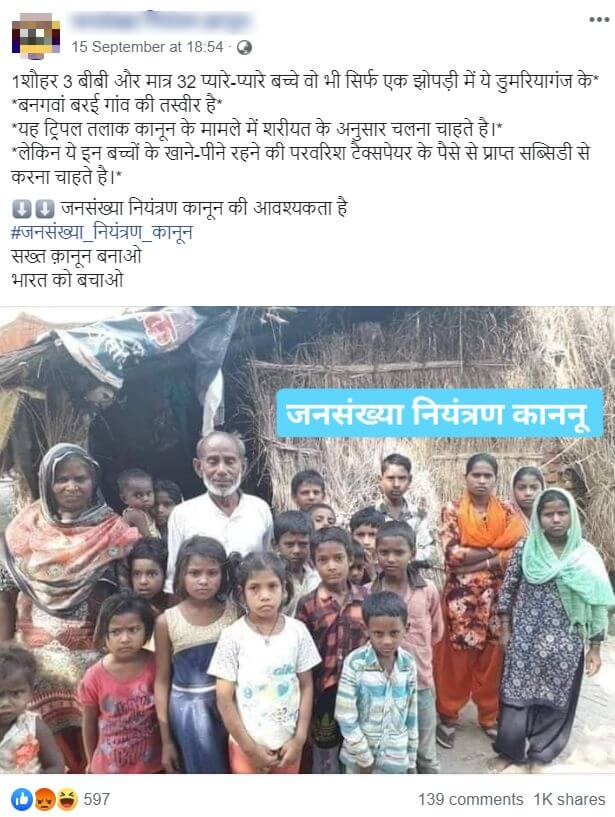 15 September at 18:54 ·
1शौहर 3 बीबी और मात्र 32 प्यारे-प्यारे बच्चे वो भी सिर्फ एक झोपड़ी में ये डुमरियागंज के*
*बनगवां बरई गांव की तस्वीर है*
*यह ट्रिपल तलाक कानून के मामले में शरीयत के अनुसार चलना चाहते है।*
*लेकिन ये इन बच्चों के खाने-पीने रहने की परवरिश टैक्सपेयर के पैसे से प्राप्त सब्सिडी से
करना चाहते है।*
⬇️⬇️ जनसंख्या नियंत्रण कानून की आवश्यकता है
#जनसंख्या_नियंत्रण_कानून
सख्त क़ानून बनाओ
भारत को बचाओ
जनसंख्या नियंत्रण काननू
597
139 comments 1K shares